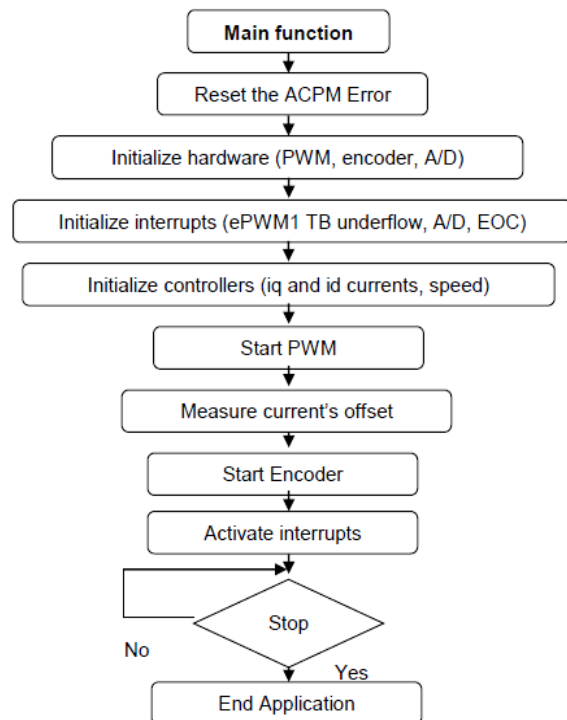 Main function
Reset the ACPM Error
Initialize hardware (PWM, encoder, A/D)
Initialize interrupts (ePWM1 TB underflow, A/D, EOC)
Initialize controllers (iq and id currents, speed)
Start PWM
Measure current's offset
Start Encoder
Activate interrupts
Stop
No
Yes
End Application